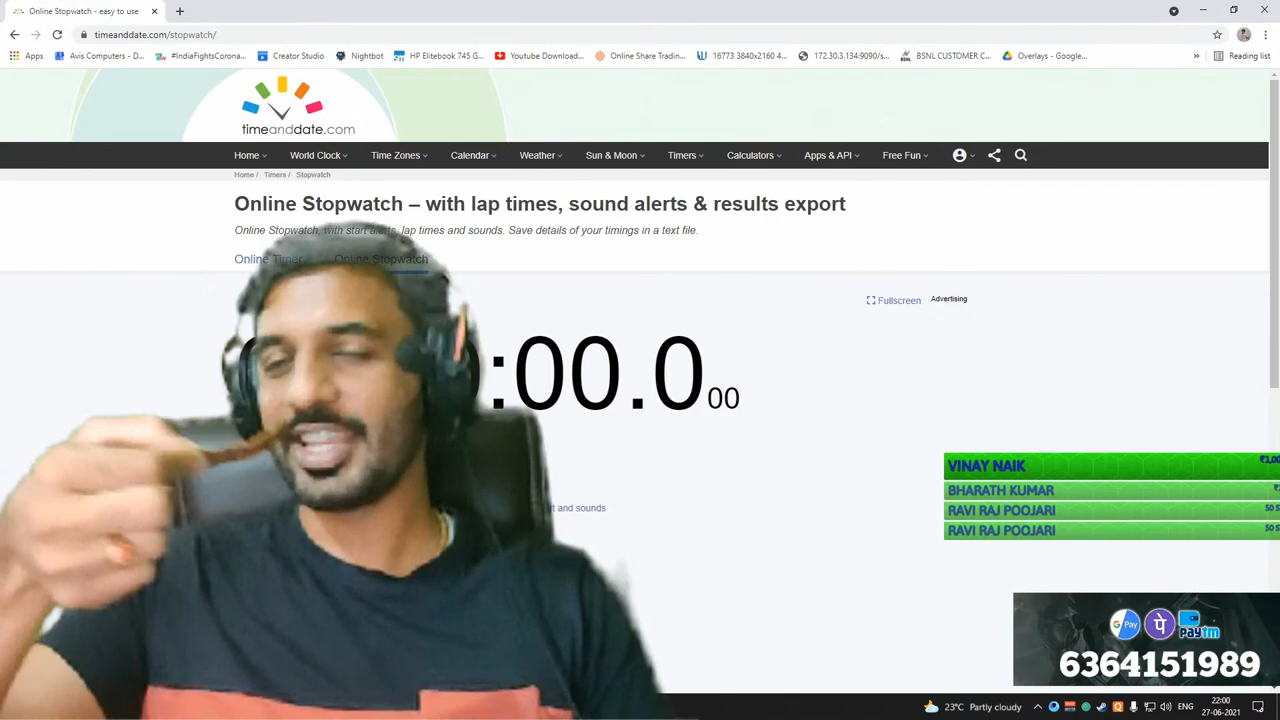 Online Stopwatch - easy to use
timeanddate.com/stopwatch/
Apps
Avis Computers - D...
#IndiaFightsCorona...
Creator Studio
Nightbot
HP Elitebook 745 G...
Youtube Download...
Online Share Tradin...
16773 3840x2160 4...
172.30.3.134:9090/s...
BSNL CUSTOMER C...
Overlays - Google...
Reading list
timeanddate.com
Home
World Clock
Time Zones
Calendar
Weather
Sun & Moon
Timers
Calculators
Apps & API
Free Fun
Home / Timers / Stopwatch
Online Stopwatch – with lap times, sound alerts & results export
Online Stopwatch, with start alerts, lap times and sounds. Save details of your timings in a text file.
Online Timer
Online Stopwatch
Fullscreen
Advertising
:00.000
and sounds
VINAY NAIK
BHARATH KUMAR
RAVI RAJ POOJARI
50 S
RAVI RAJ POOJARI
50 S
G Pay
पे
paytm
6364151989
23°C Partly cloudy
ENG
22:00
27-06-2021